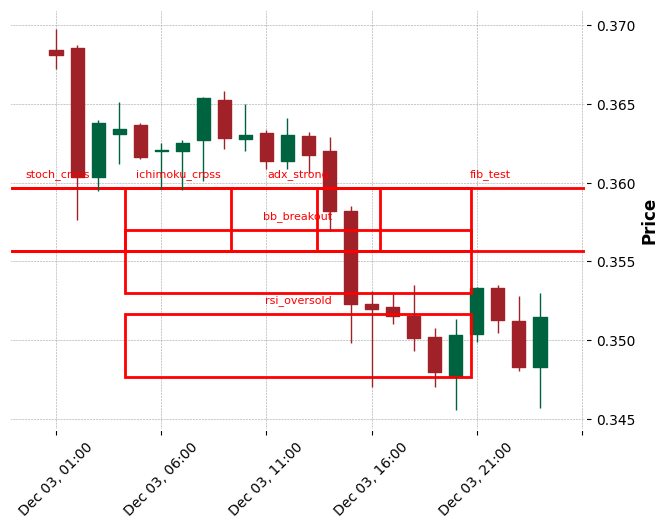 0.370
0.365
stoch_cross ichimoku_cross adx_strong fib_test
0.360
bb_breakout
Price
0.355
rsi_oversold
0.350
0.345
Dec 03, 01:00
Dec 03, 06:00
Dec 03, 11:00
Dec 03, 16:00
Dec 03, 21:00